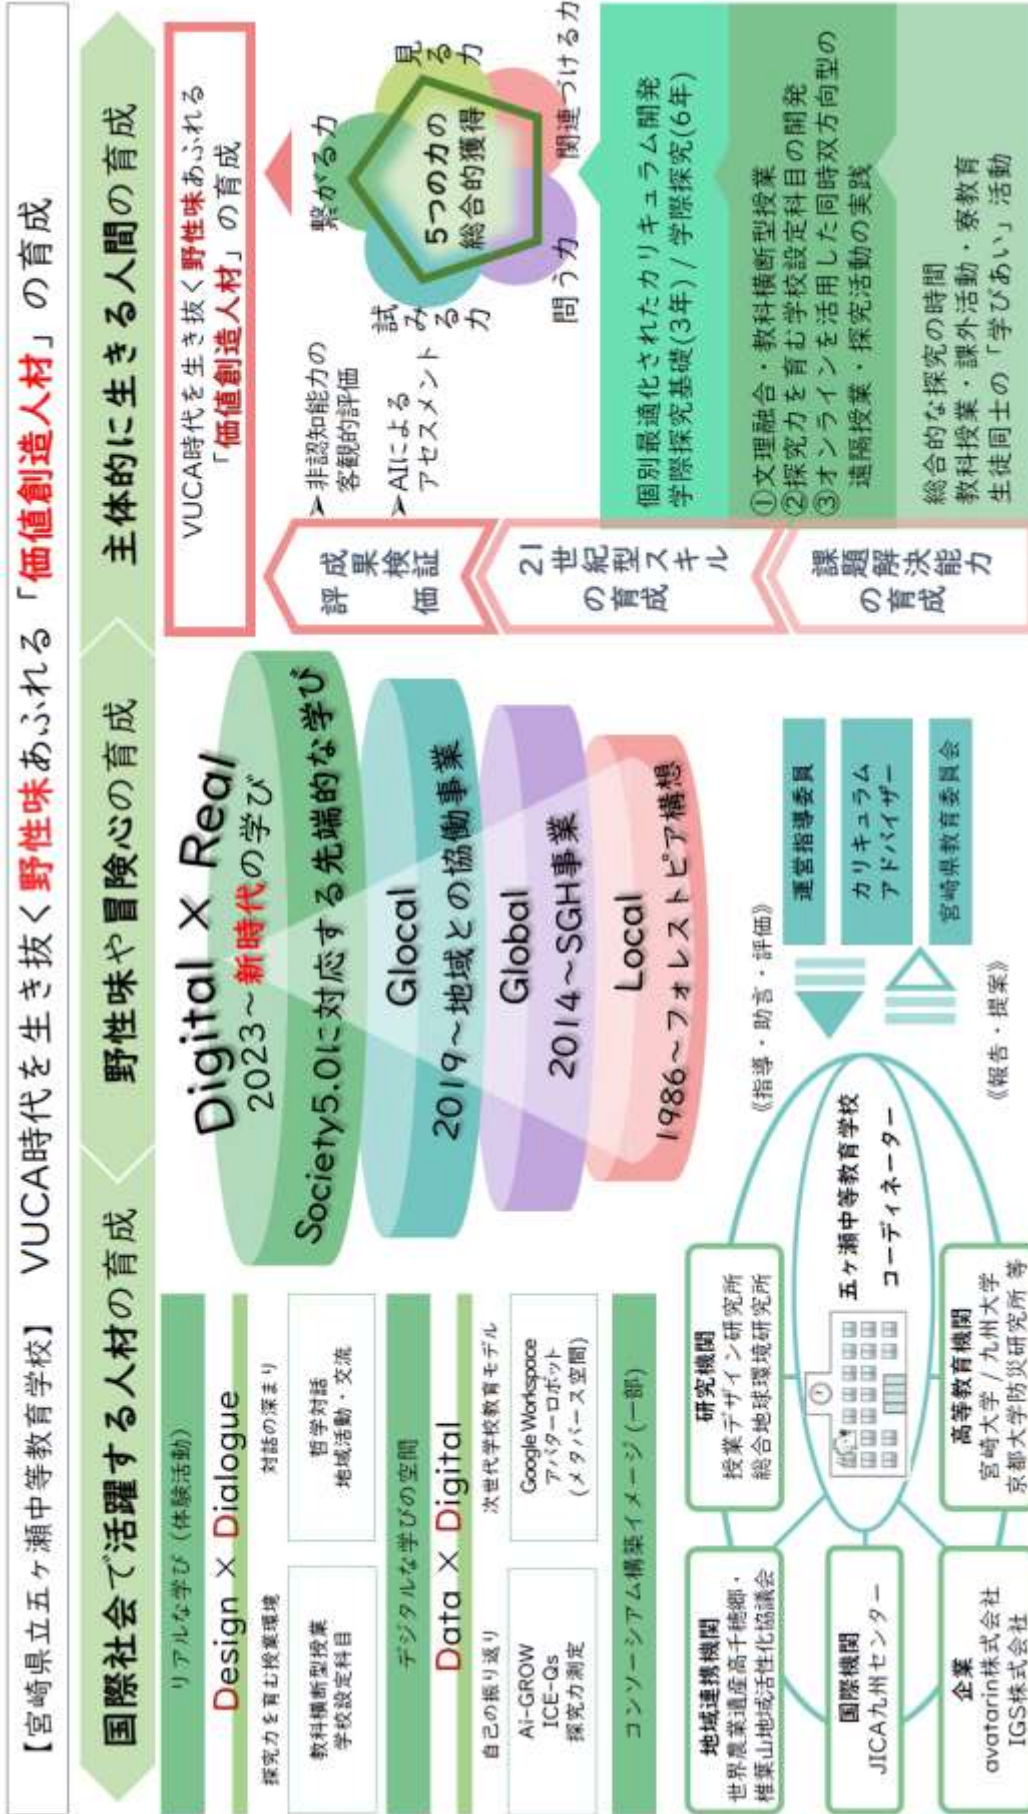 【宮崎県立五ヶ瀬中等教育学校】 VUCA時代を生き抜く野性味あふれる「価値創造人材」の育成
国際社会で活躍する人材の育成
野性味や冒険心の育成
主体的に生きる人間の育成
リアルな学び(体験活動)
Design × Dialogue
探究力を育む授業環境
対話の深まり
教科横断型授業
学校設定科目
哲学対話
地域活動・交流
デジタルな学びの空間
Data × Digital
自己の振り返り
次世代学校教育モデル
Ai-GROW
ICE-Qs
探究力測定
Google Workspace
アバターロボット
(メタバース空間)
コンソーシアム構築イメージ(一部)
地域連携機関
世界農業遺産高千穂郷・
椎葉山地域活性化協議会
研究機関
授業デザイン研究所
総合地球環境研究所
国際機関
JICA九州センター
五ヶ瀬中等教育学校
コーディネーター
企業
avatarin株式会社
IGS株式会社
高等教育機関
宮崎大学 / 九州大学
京都大学防災研究所 等
Digital × Real
2023～新時代の学び
Society5.0に対応する先端的な学び
Glocal
2019～地域との協働事業
Global
2014～SGH事業
Local
1986～フォレストピア構想
《指導・助言・評価》
《報告・提案》
運営指導委員
カリキュラム
アドバイザー
宮崎県教育委員会
VUCA時代を生き抜く野性味あふれる
「価値創造人材」の育成
成果検証
評価
➤非認知能力の
客観的評価
➤AIによる
アセスメント
繋がる力
見る力
試みる力
5つの力の
総合的獲得
問う力
関連づける力
21世紀型スキル
の育成
個別最適化されたカリキュラム開発
学際探究基礎(3年) / 学際探究(6年)
①文理融合・教科横断型授業
②探究力を育む学校設定科目の開発
③オンラインを活用した同時双方向型の
遠隔授業・探究活動の実践
課題解決能力
の育成
総合的な探究の時間
教科授業・課外活動・寮教育
生徒同士の「学びあい」活動